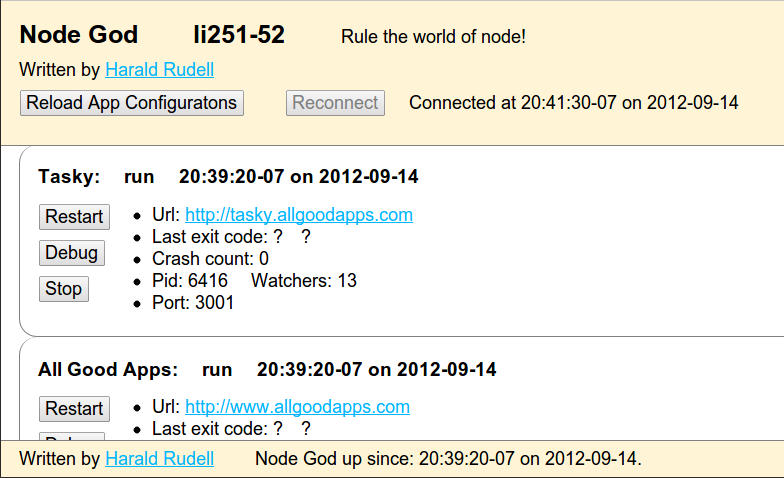 Node God li251-52 Rule the world of node!
Written by Harald Rudell
Reload App Configuratons Reconnect Connected at 20:41:30-07 on 2012-09-14
Tasky: run 20:39:20-07 on 2012-09-14
Restart
Debug
Stop
• Url: http://tasky.allgoodapps.com
• Last exit code: ? ?
• Crash count: 0
• Pid: 6416 Watchers: 13
• Port: 3001
All Good Apps: run 20:39:20-07 on 2012-09-14
Restart
Debug
• Url: http://www.allgoodapps.com
• Last exit code: ? ?
Written by Harald Rudell Node God up since: 20:39:20-07 on 2012-09-14.